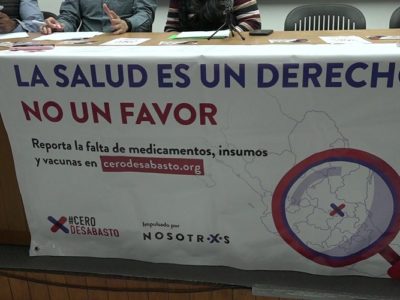 LA SALUD ES UN DERECHO
NO UN FAVOR
Reporta la falta de medicamentos, insumos
y vacunas en cerodesabasto.org
#CERO
DESABASTO
Impulsado por
NOSOTRXS